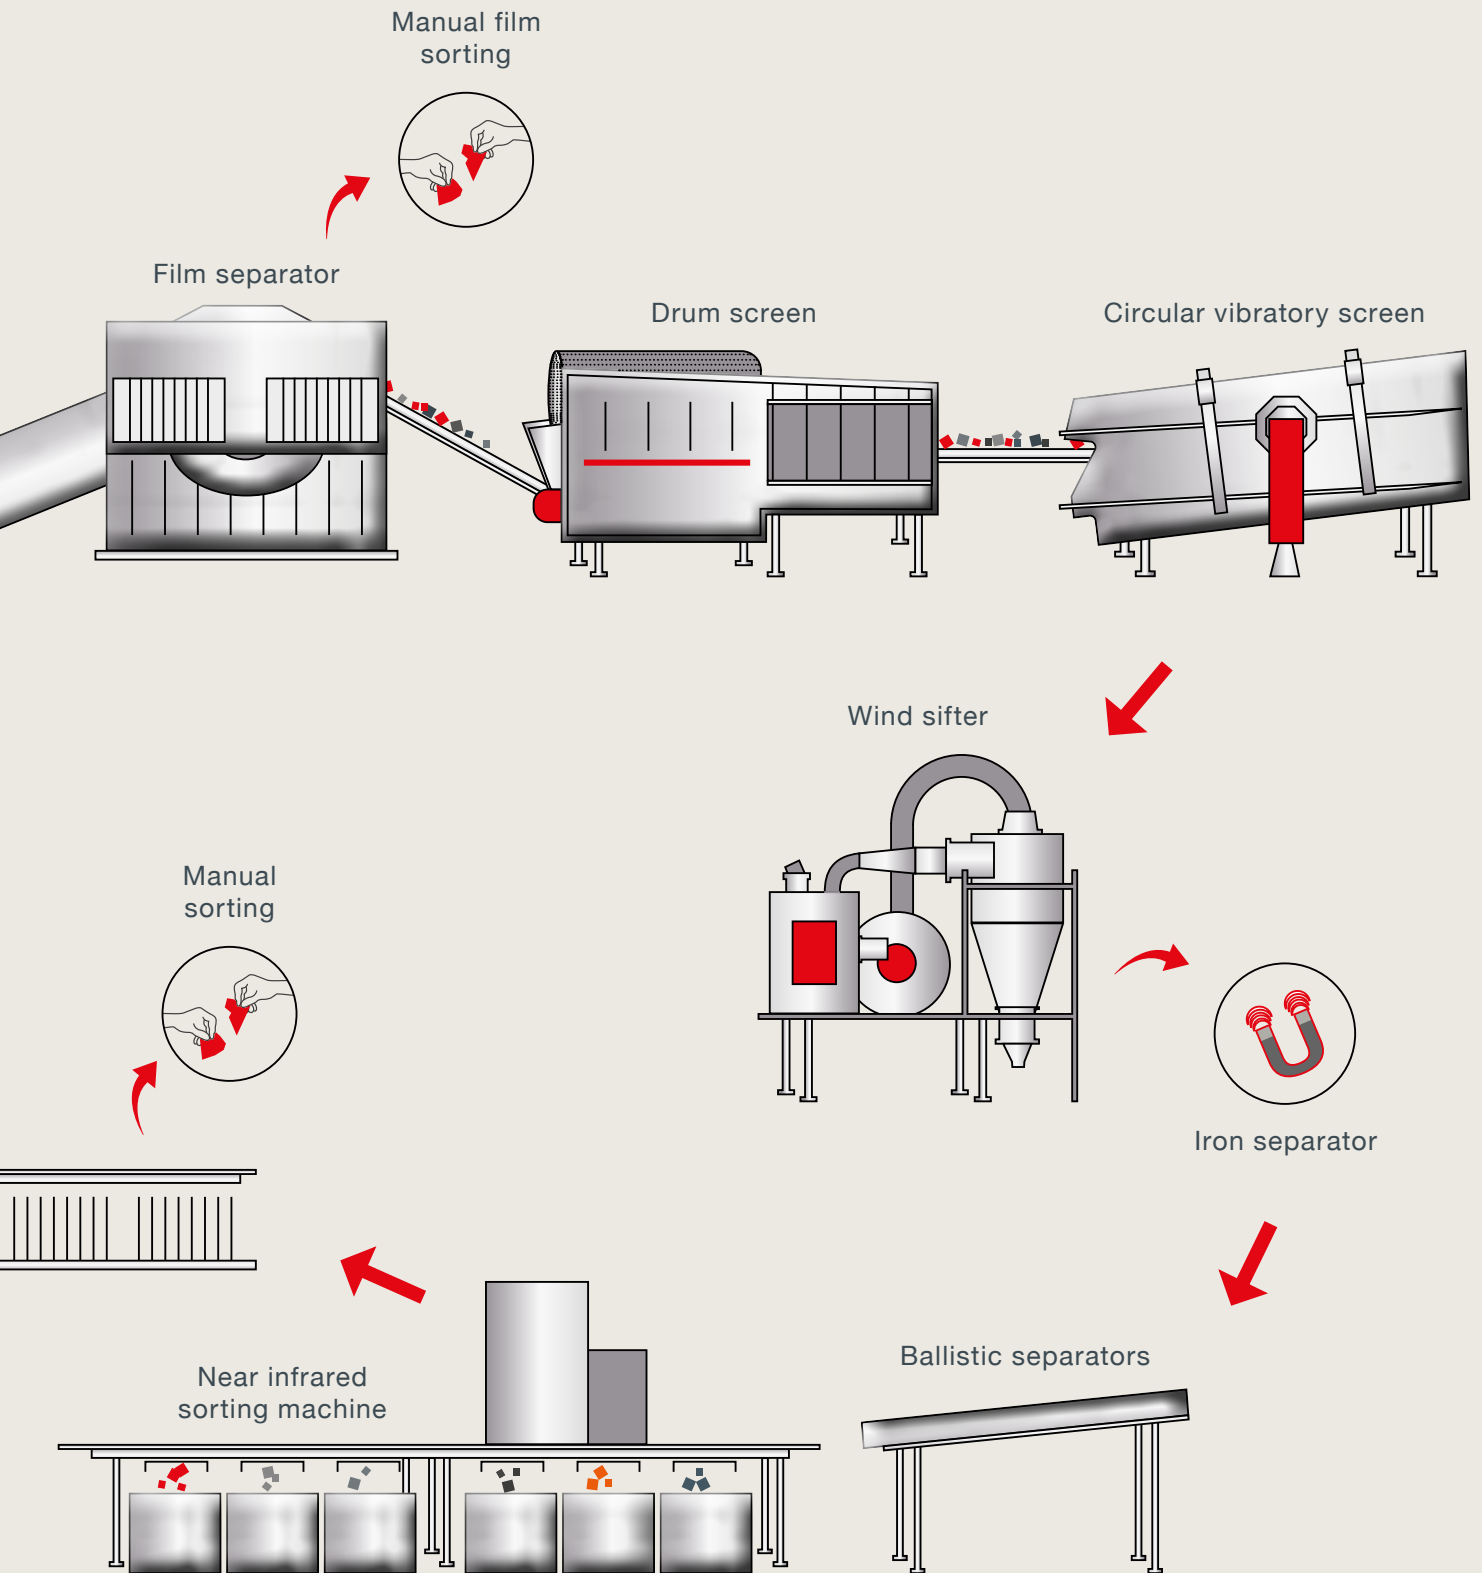 Manual film
sorting
Film separator
Drum screen
Circular vibratory screen
Wind sifter
Manual
sorting
Iron separator
Ballistic separators
Near infrared
sorting machine